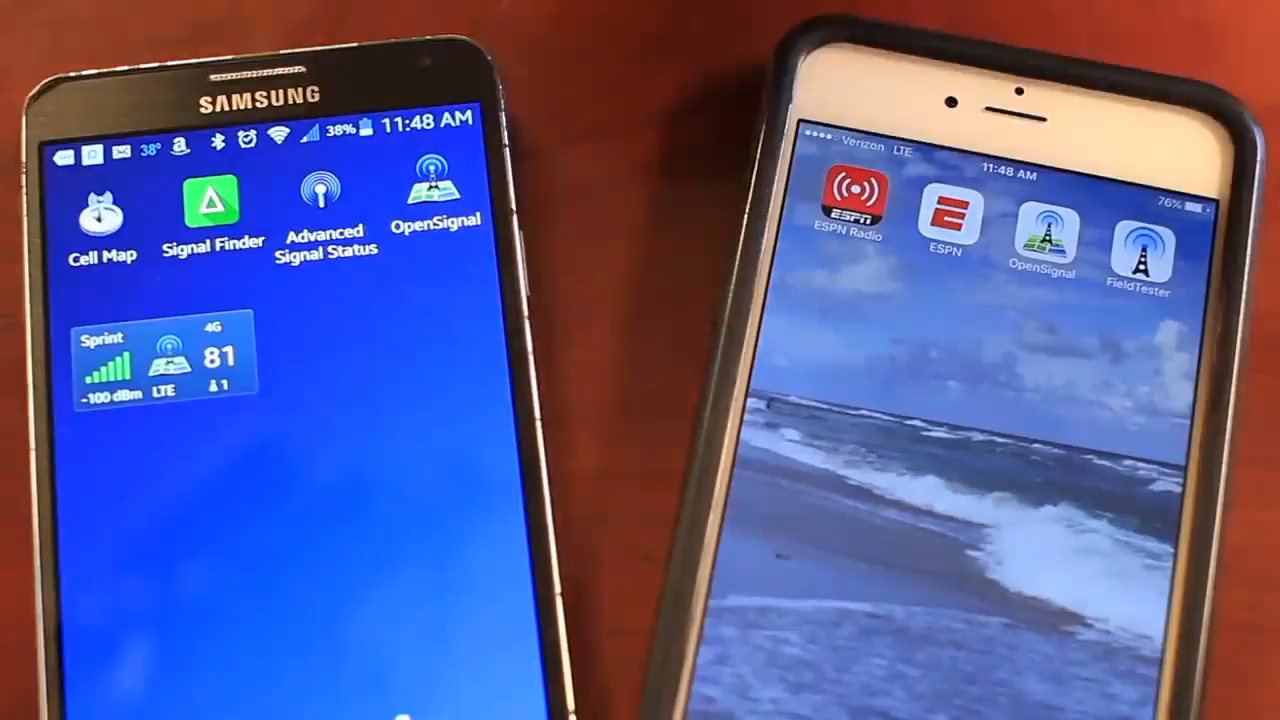 SAMSUNG
38° a 38% 11:48 AM
Cell Map
Signal Finder
Advanced
Signal Status
OpenSignal
Sprint
4G
81
-100 dBm
LTE
1
Verizon LTE
11:48 AM
76%
ESPN
ESPN Radio
E
ESPN
OpenSignal
FieldTester